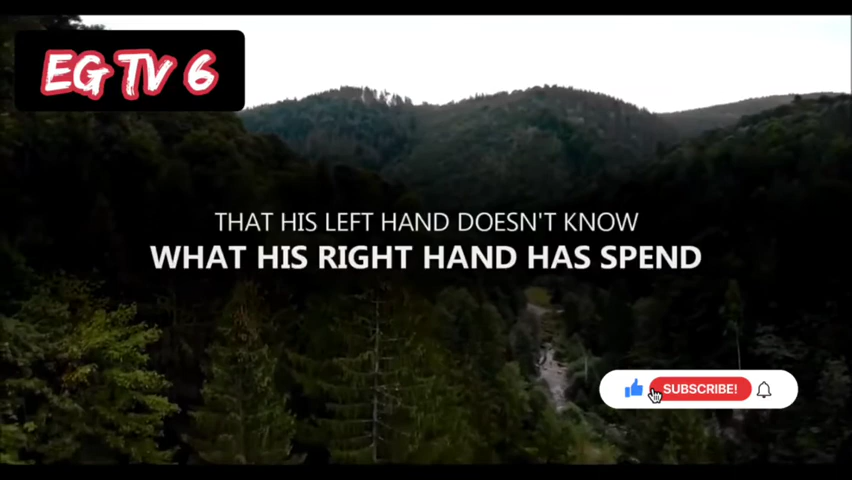 EG TV 6
THAT HIS LEFT HAND DOESN'T KNOW
WHAT HIS RIGHT HAND HAS SPEND
SUBSCRIBE!